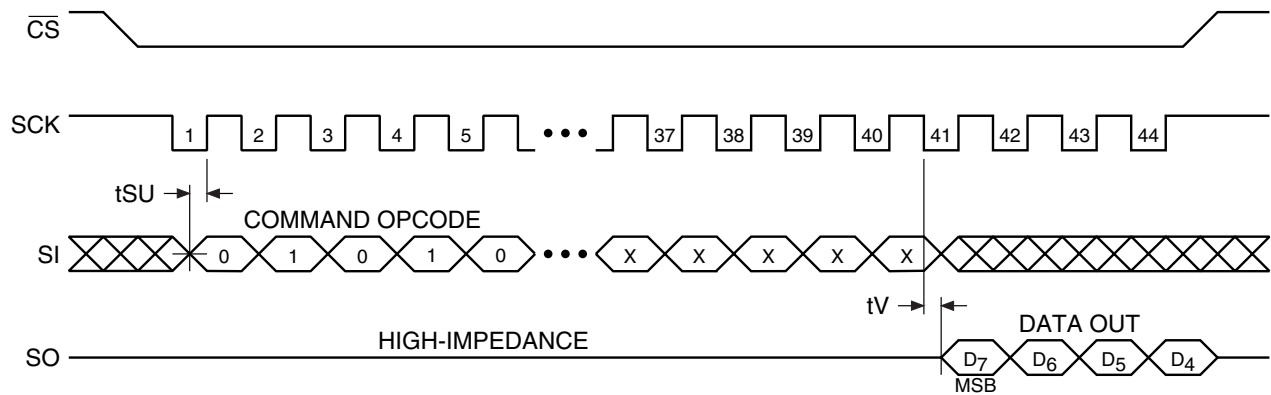 CS
SCK 1 2 3 4 5 ••• 37 38 39 40 41 42 43 44
tSU
COMMAND OPCODE
SI 0 1 0 1 0 ••• X X X X X
tV
HIGH-IMPEDANCE
DATA OUT
SO D7 D6 D5 D4
MSB